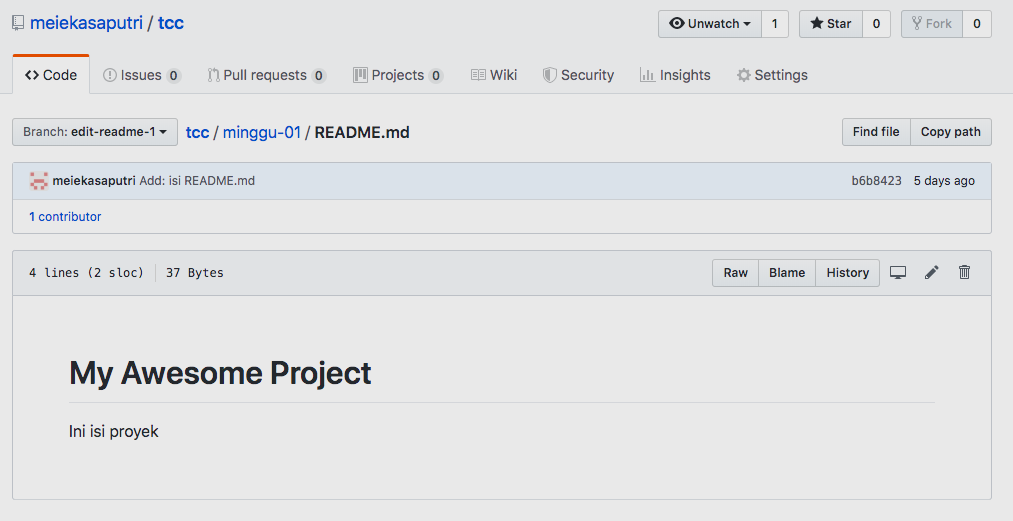 meiekasaputri / tcc
Unwatch 1 Star 0 Fork 0
Code Issues 0 Pull requests 0 Projects 0 Wiki Security Insights Settings
Branch: edit-readme-1 tcc / minggu-01 / README.md Find file Copy path
meiekasaputri Add: isi README.md b6b8423 5 days ago
1 contributor
4 lines (2 sloc) 37 Bytes Raw Blame History
My Awesome Project
Ini isi proyek